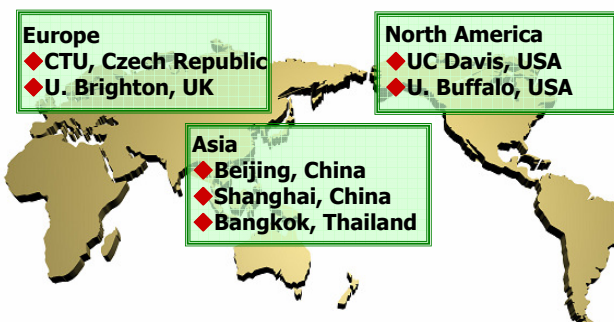 Europe
◆CTU, Czech Republic
◆U. Brighton, UK
North America
◆UC Davis, USA
◆U. Buffalo, USA
Asia
◆Beijing, China
◆Shanghai, China
◆Bangkok, Thailand